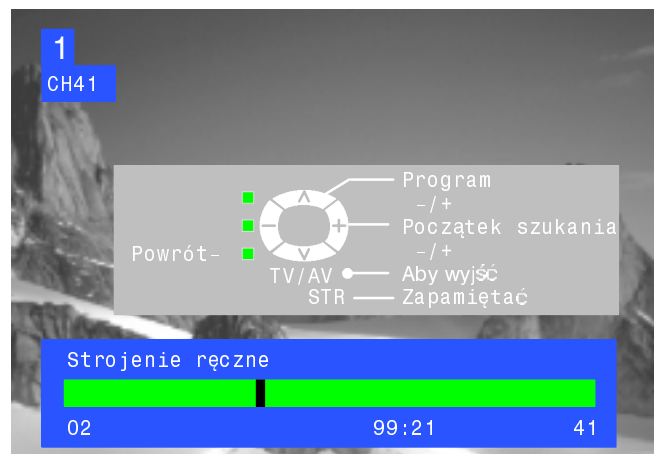 1
CH41
Program
-/+
Początek szukania
-/+
Powrót-
TV/AV Aby wyjść
STR Zapamiętać
Strojenie ręczne
02 99:21 41